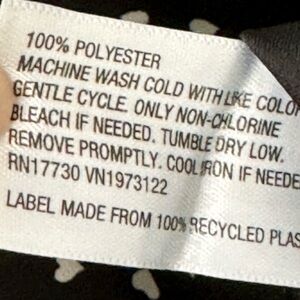 100% POLYESTER
MACHINE WASH COLD WITH LIKE COLOR
GENTLE CYCLE. ONLY NON-CHLORINE
BLEACH IF NEEDED. TUMBLE DRY LOW.
REMOVE PROMPTLY. COOL IRON IF NEEDE
RN17730 VN1973122
LABEL MADE FROM 100% RECYCLED PLAS